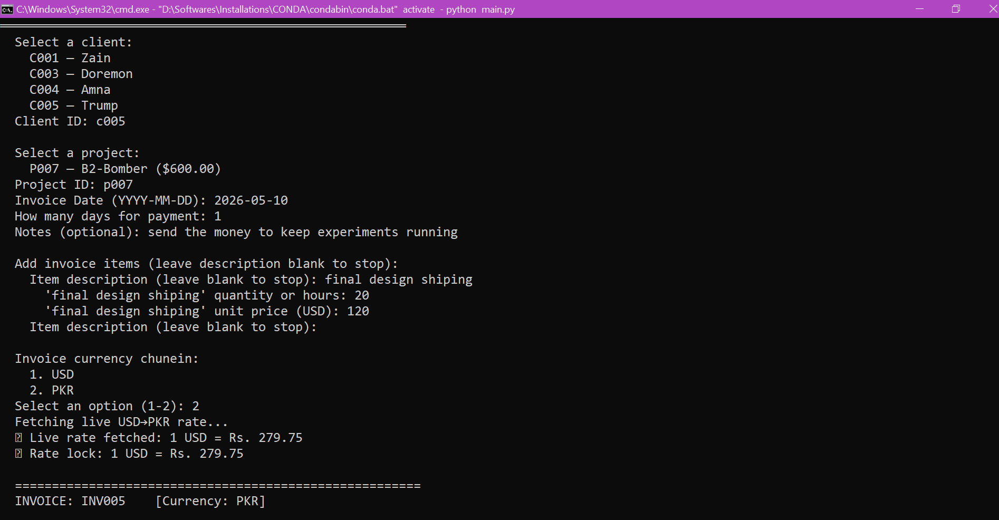 C:\Windows\System32\cmd.exe - "D:\Softwares\Installations\CONDA\condabin\conda.bat" activate - python main.py
Select a client:
C001 — Zain
C003 — Doremon
C004 — Amna
C005 — Trump
Client ID: c005
Select a project:
P007 — B2-Bomber ($600.00)
Project ID: p007
Invoice Date (YYYY-MM-DD): 2026-05-10
How many days for payment: 1
Notes (optional): send the money to keep experiments running
Add invoice items (leave description blank to stop):
Item description (leave blank to stop): final design shiping
'final design shiping' quantity or hours: 20
'final design shiping' unit price (USD): 120
Item description (leave blank to stop):
Invoice currency chunein:
1. USD
2. PKR
Select an option (1-2): 2
Fetching live USD→PKR rate...
Live rate fetched: 1 USD = Rs. 279.75
Rate lock: 1 USD = Rs. 279.75
=======================================================
INVOICE: INV005    [Currency: PKR]